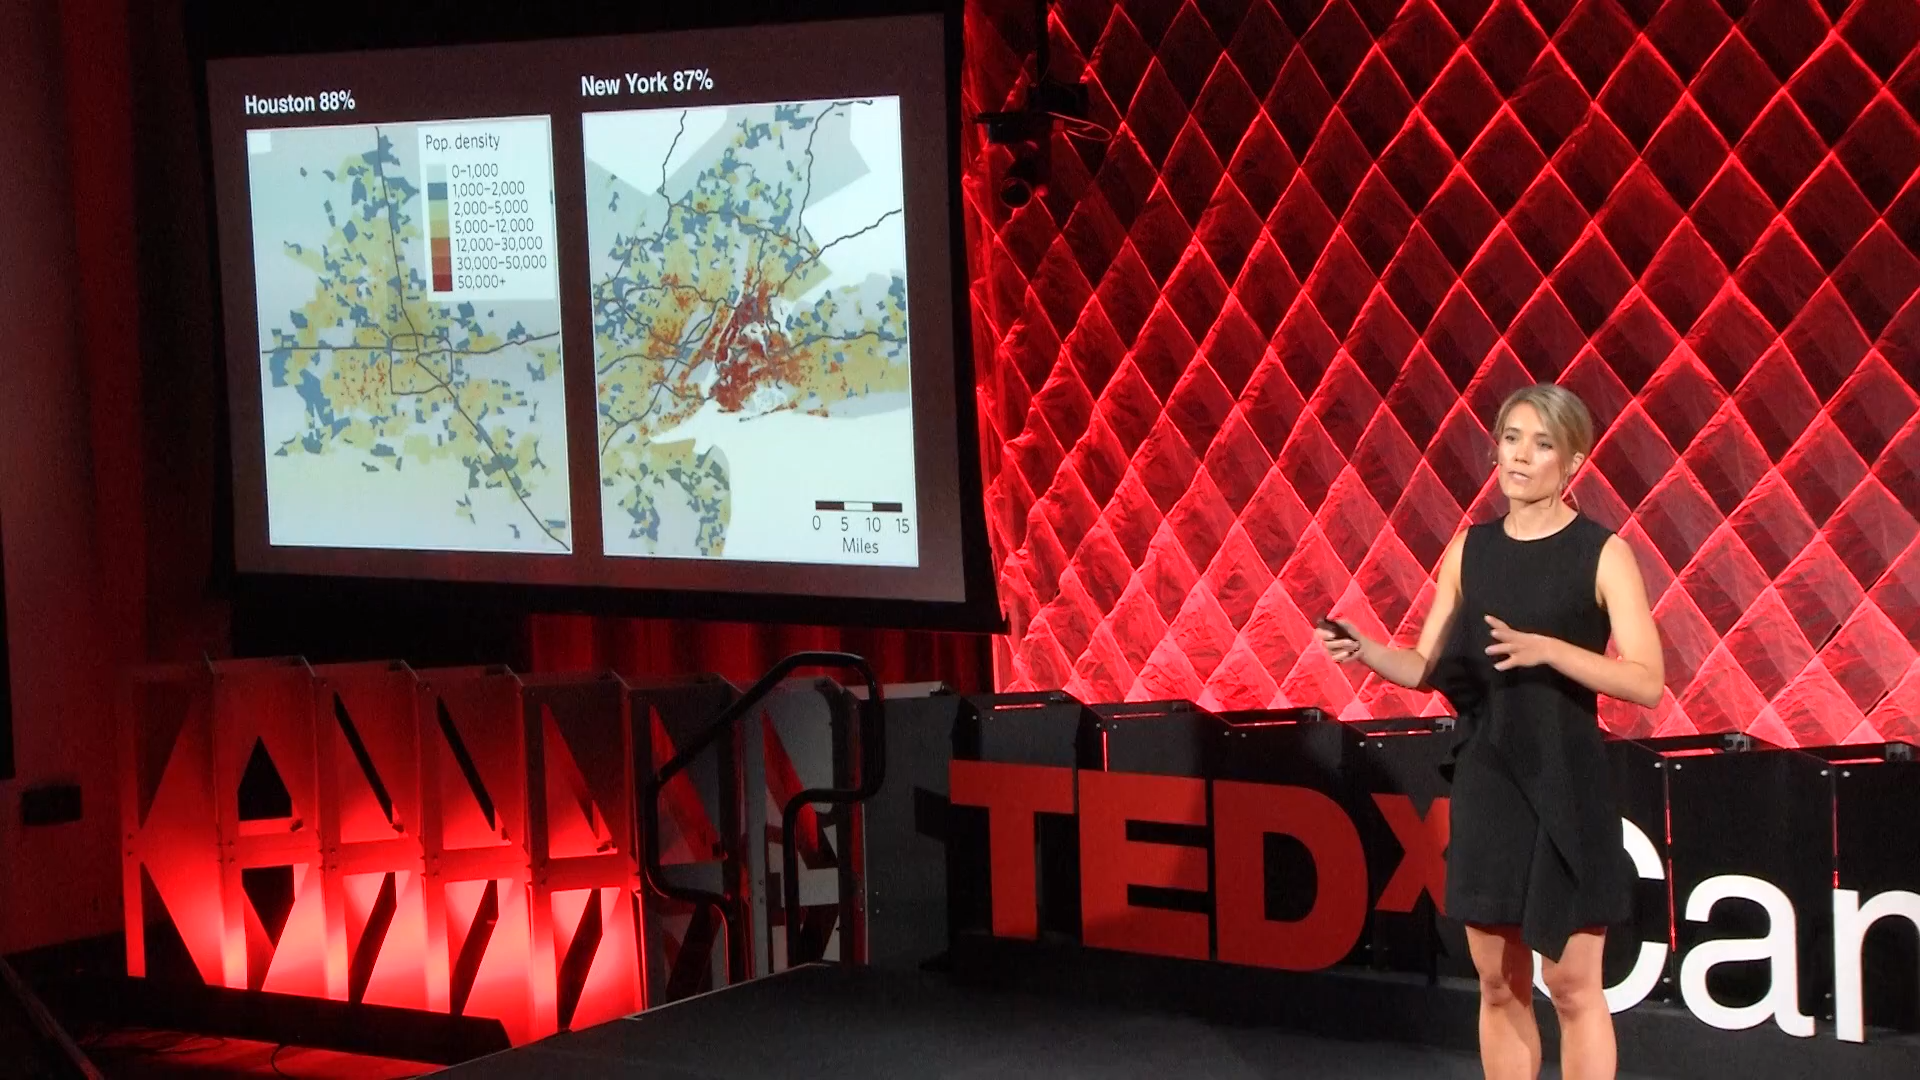 Houston 88%
New York 87%
Pop. density
0–1,000
1,000–2,000
2,000–5,000
5,000–12,000
12,000–30,000
30,000–50,000
50,000+
0 5 10 15
Miles
TEDx
Can